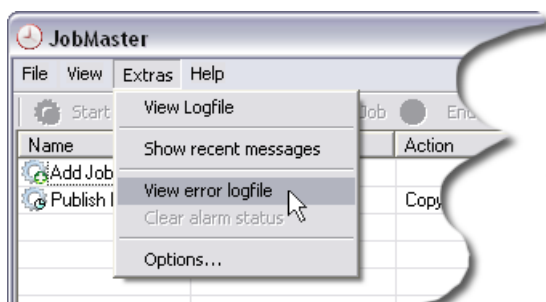 JobMaster
File View Extras Help
Start Job
View Logfile
Name Action
Show recent messages
Add Job
View error logfile
Publish Copy
Clear alarm status
Options...